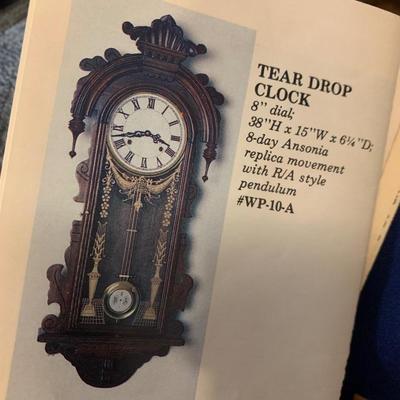 TEAR DROP
CLOCK
8" dial;
38"H x 15"W x 6¼"D;
8-day Ansonia
replica movement
with R/A style
pendulum
#WP-10-A